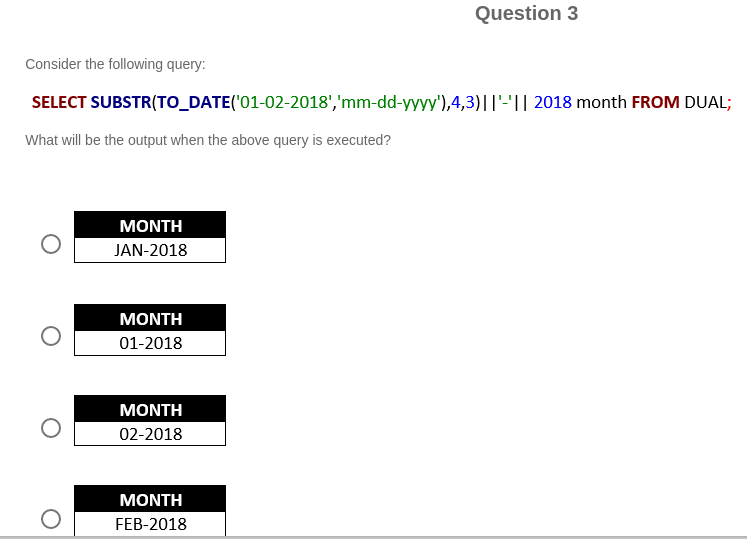 Question 3
Consider the following query:
SELECT SUBSTR(TO_DATE('01-02-2018','mm-dd-yyyy'),4,3)||'-'|| 2018 month FROM DUAL;
What will be the output when the above query is executed?
MONTH
JAN-2018
MONTH
01-2018
MONTH
02-2018
MONTH
FEB-2018